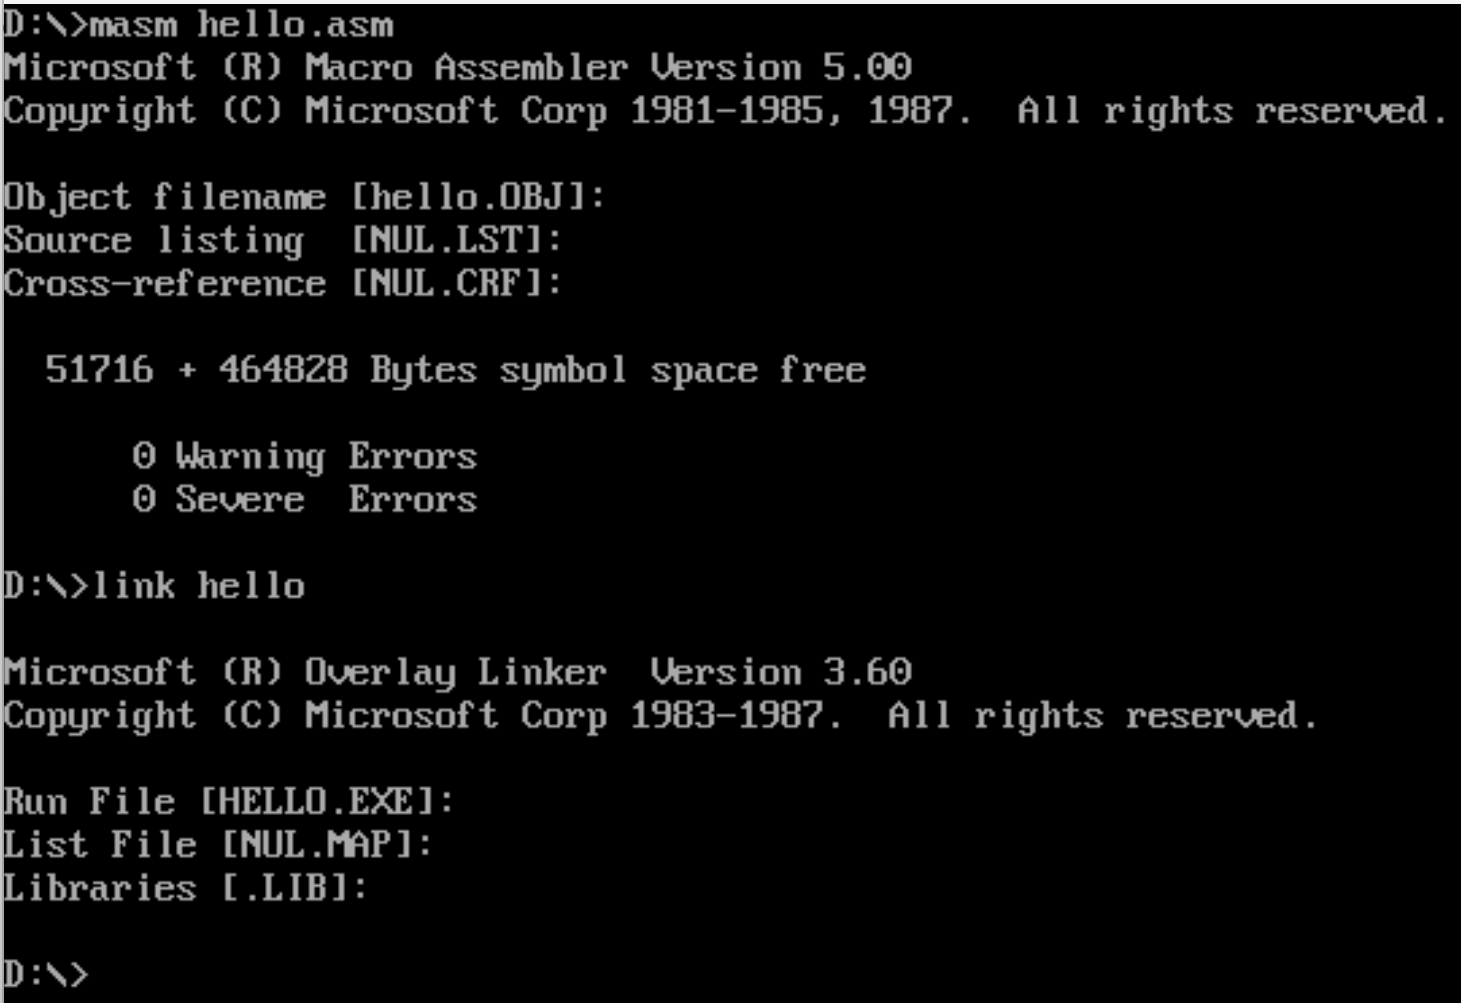 D:\>masm hello.asm
Microsoft (R) Macro Assembler Version 5.00
Copyright (C) Microsoft Corp 1981-1985, 1987.  All rights reserved.
Object filename [hello.OBJ]:
Source listing  [NUL.LST]:
Cross-reference [NUL.CRF]:
  51716 + 464828 Bytes symbol space free
      0 Warning Errors
      0 Severe  Errors
D:\>link hello
Microsoft (R) Overlay Linker  Version 3.60
Copyright (C) Microsoft Corp 1983-1987.  All rights reserved.
Run File [HELLO.EXE]:
List File [NUL.MAP]:
Libraries [.LIB]:
D:\>